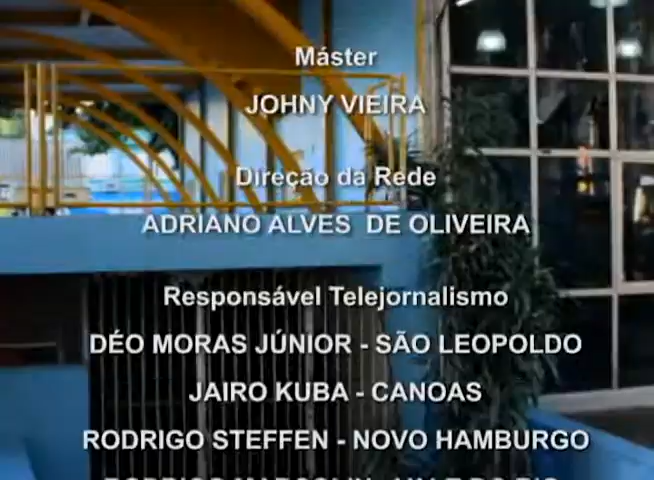 Máster
JOHNY VIEIRA
Direção da Rede
ADRIANO ALVES DE OLIVEIRA
Responsável Telejornalismo
DÉO MORAS JÚNIOR - SÃO LEOPOLDO
JAIRO KUBA - CANOAS
RODRIGO STEFFEN - NOVO HAMBURGO